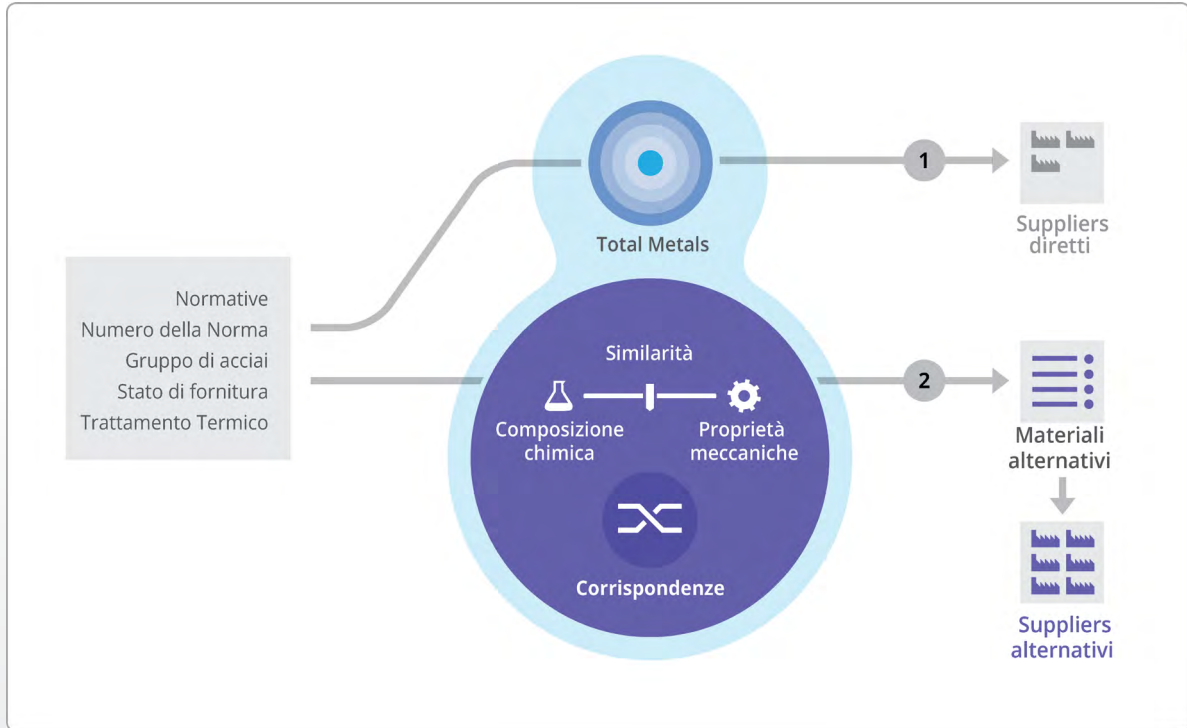 Normative
Numero della Norma
Gruppo di acciai
Stato di fornitura
Trattamento Termico
Total Metals
Similarità
Composizione
chimica
Proprietà
meccaniche
Corrispondenze
1
Suppliers
diretti
2
Materiali
alternativi
Suppliers
alternativi